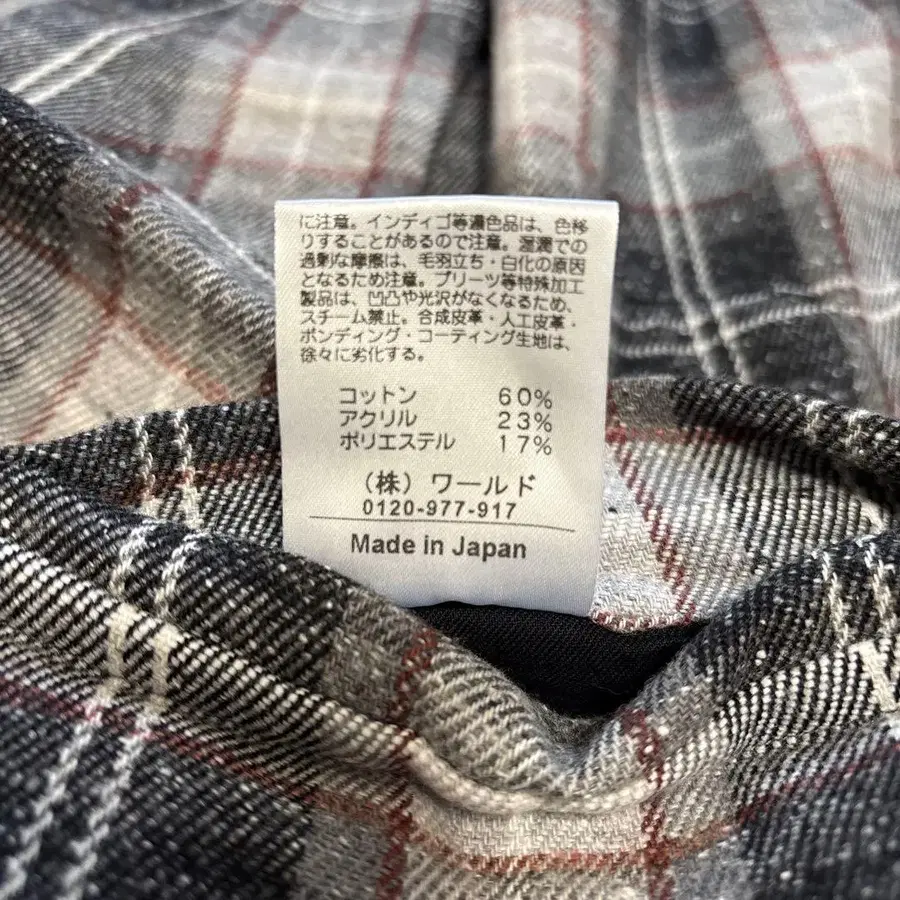 に注意。インディゴ等濃色品は、色移
りすることがあるので注意。湿潤での
過剰な摩擦は、毛羽立ち・白化の原因
となるため注意。プリーツ等特殊加工
製品は、凹凸や光沢がなくなるため、
スチーム禁止。合成皮革・人工皮革・
ボンディング・コーティング生地は、
徐々に劣化する。
コットン 60%
アクリル 23%
ポリエステル 17%
(株)ワールド
0120-977-917
Made in Japan